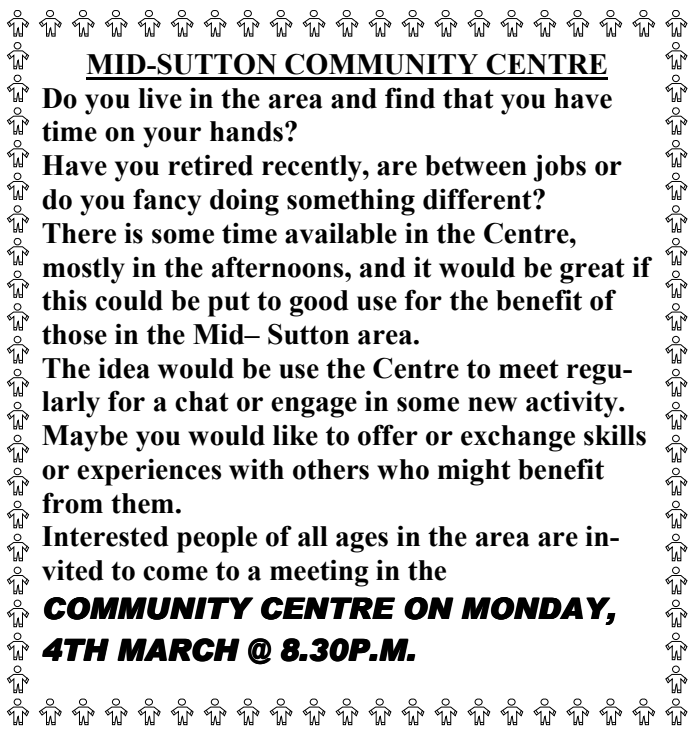 MID-SUTTON COMMUNITY CENTRE
Do you live in the area and find that you have
time on your hands?
Have you retired recently, are between jobs or
do you fancy doing something different?
There is some time available in the Centre,
mostly in the afternoons, and it would be great if
this could be put to good use for the benefit of
those in the Mid– Sutton area.
The idea would be use the Centre to meet regu-
larly for a chat or engage in some new activity.
Maybe you would like to offer or exchange skills
or experiences with others who might benefit
from them.
Interested people of all ages in the area are in-
vited to come to a meeting in the
COMMUNITY CENTRE ON MONDAY,
4TH MARCH @ 8.30P.M.